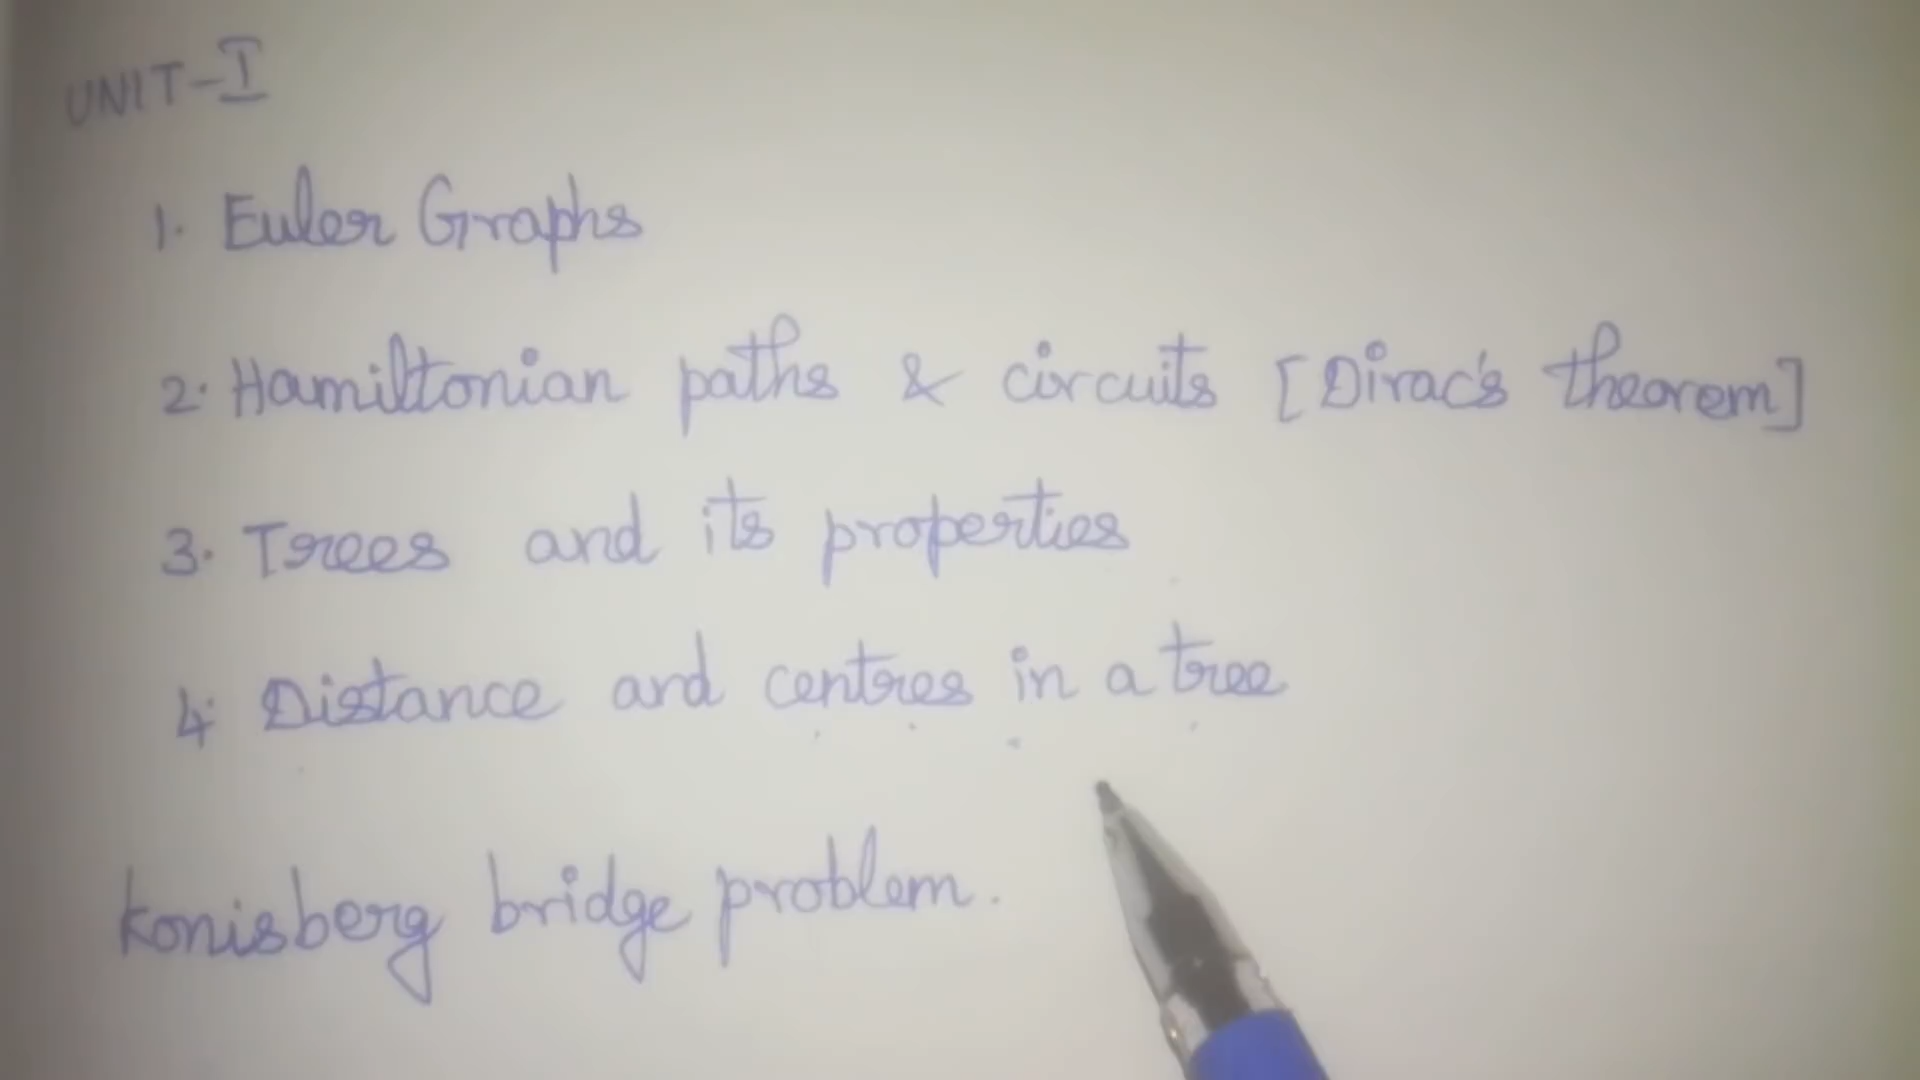 UNIT-I
1. Euler Graphs
2. Hamiltonian paths & circuits [Dirac's theorem]
3. Trees and its properties
4. Distance and centres in a tree
Konisberg bridge problem.